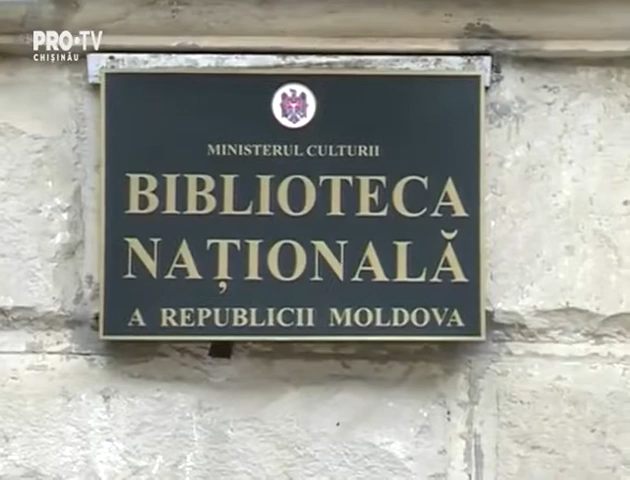 PRO•TV
CHIȘINĂU
MINISTERUL CULTURII
BIBLIOTECA
NAȚIONALĂ
A REPUBLICII MOLDOVA